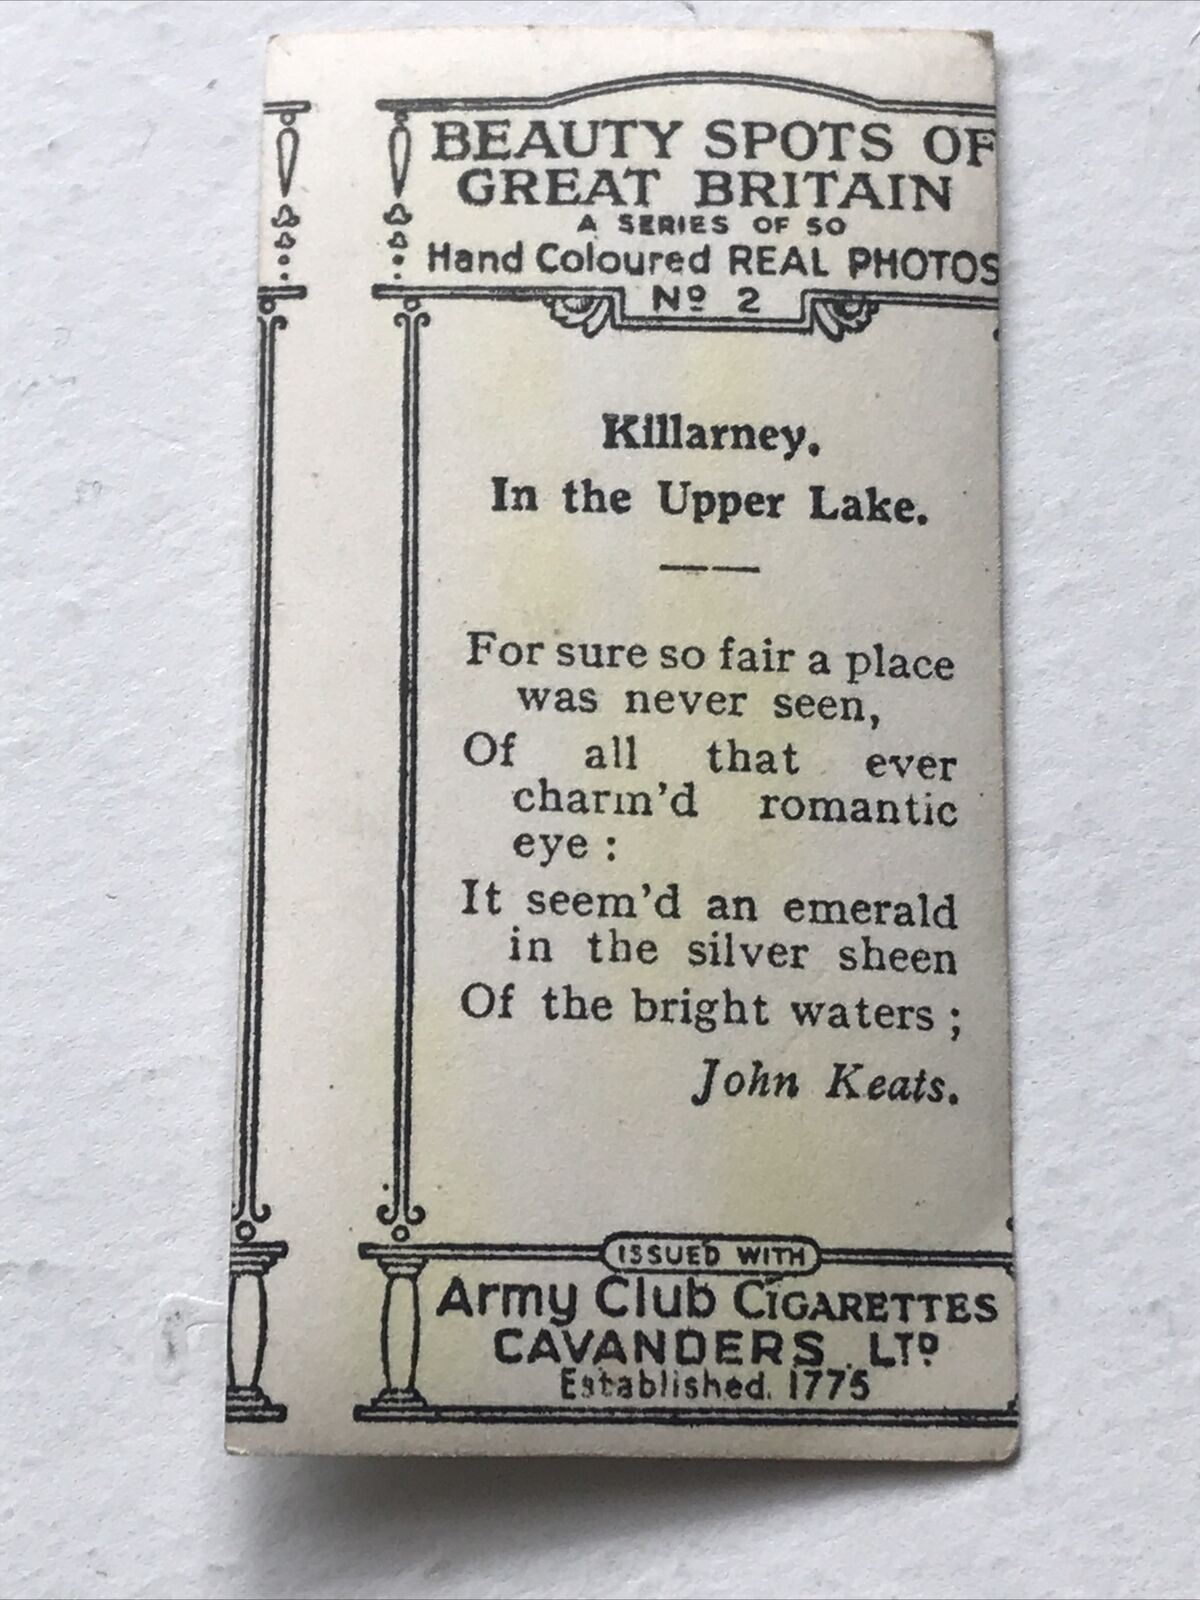 BEAUTY SPOTS OF
GREAT BRITAIN
A SERIES OF 50
Hand Coloured REAL PHOTOS
Nº 2
Killarney.
In the Upper Lake.
For sure so fair a place
was never seen,
Of all that ever
charm'd romantic
eye :
It seem'd an emerald
in the silver sheen
Of the bright waters ;
John Keats.
ISSUED WITH
Army Club CIGARETTES
CAVANDERS LTD
Established. 1775